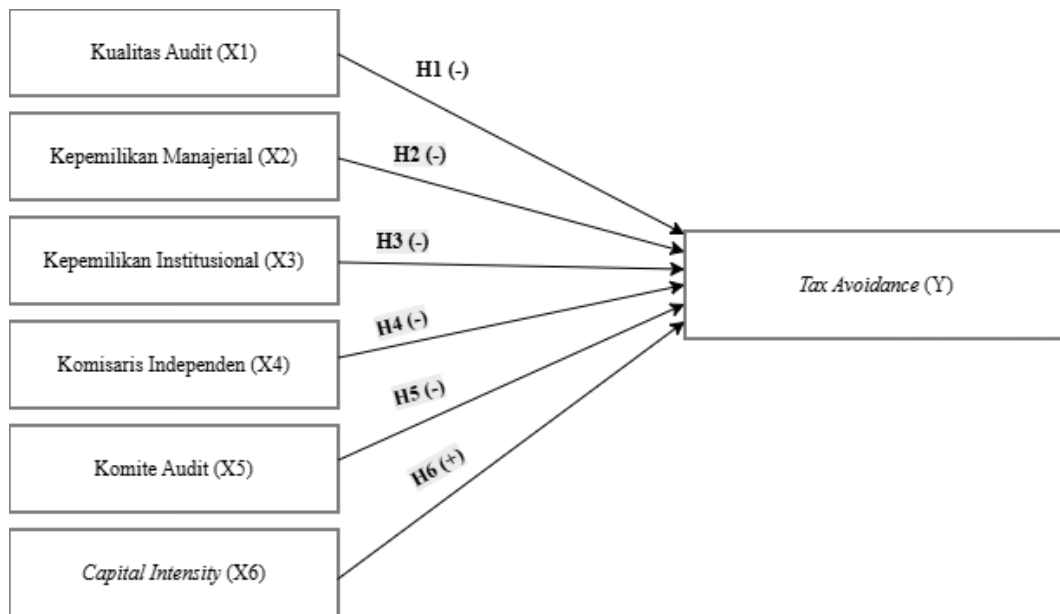 Kualitas Audit (X1)
H1 (-)
Kepemilikan Manajerial (X2)
H2 (-)
Kepemilikan Institusional (X3)
H3 (-)
Tax Avoidance (Y)
Komisaris Independen (X4)
H4 (-)
Komite Audit (X5)
H5 (-)
Capital Intensity (X6)
H6 (+)